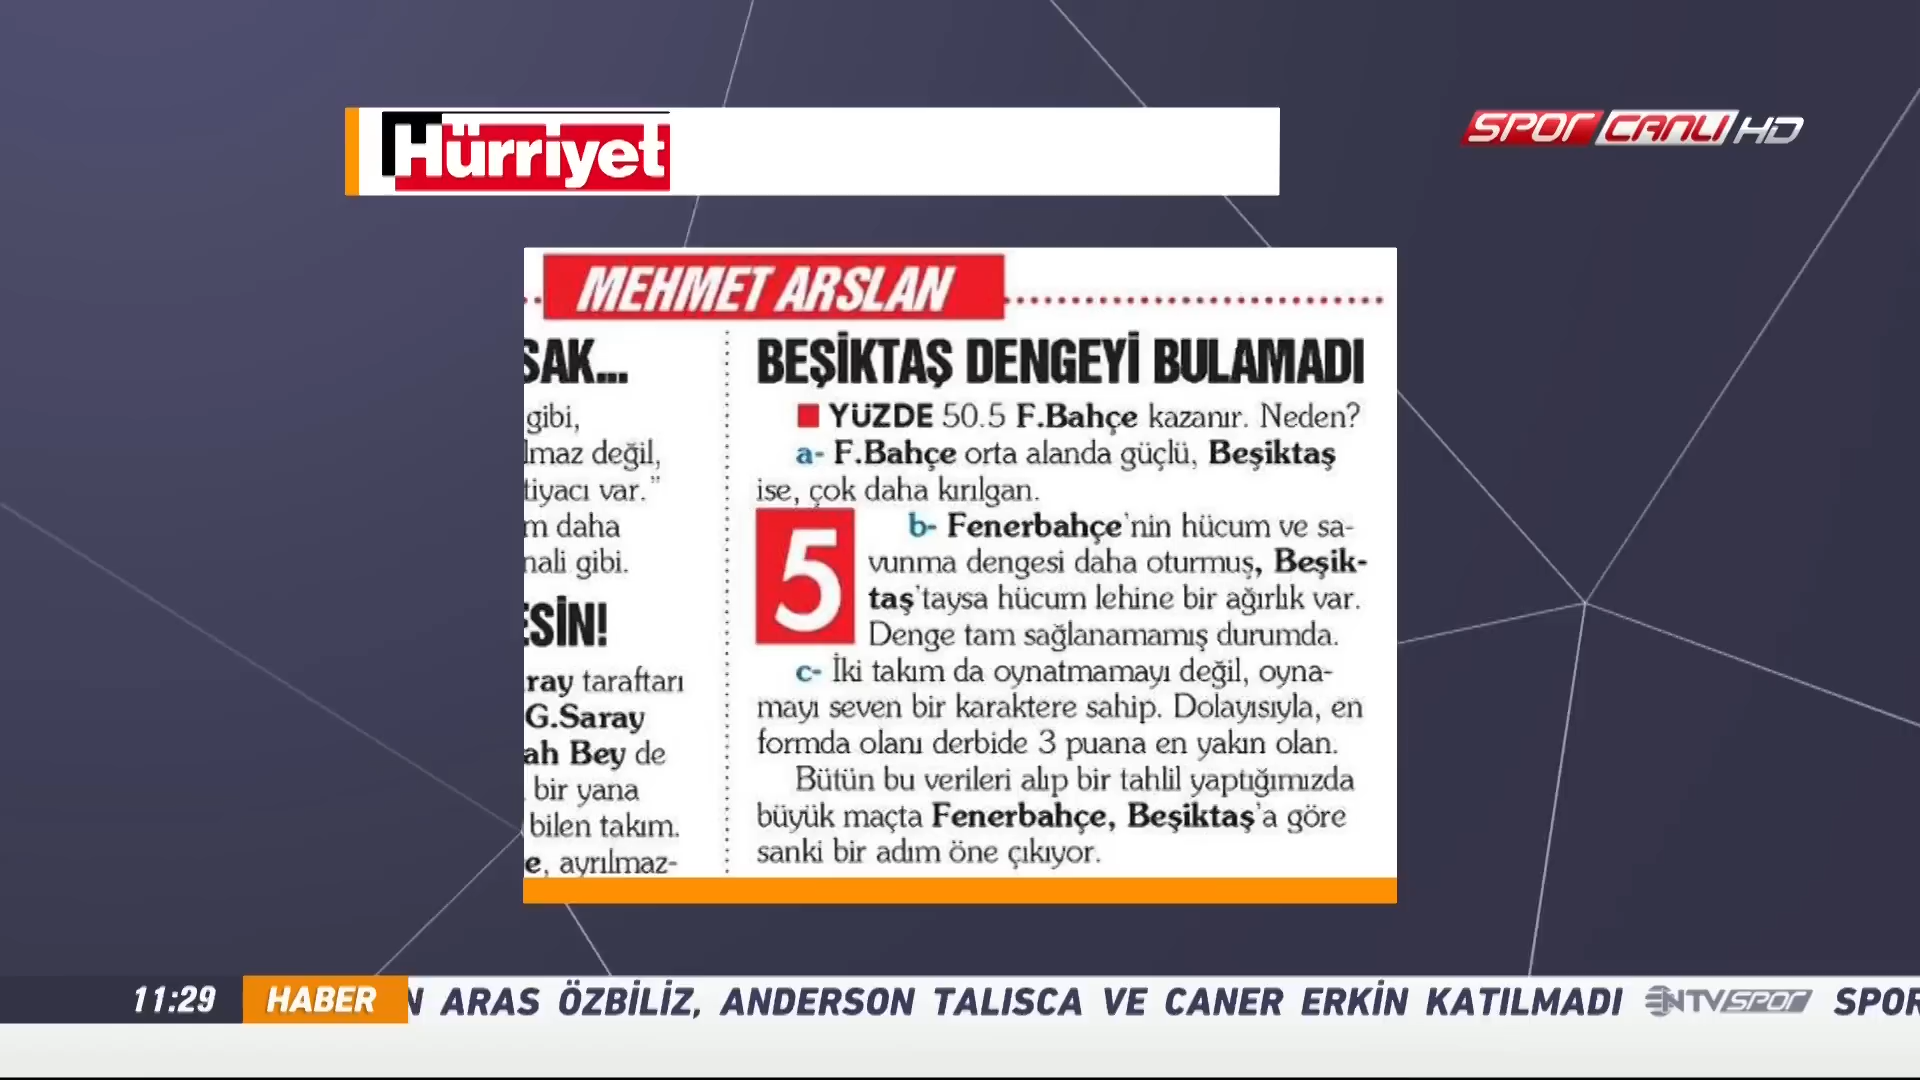 Hürriyet
SPOR CANLI HD
MEHMET ARSLAN
SAK...
gibi,
lmaz değil,
tiyacı var."
m daha
nali gibi.
ESİN!
ray taraftarı
G.Saray
ah Bey de
bir yana
bilen takım.
e, ayrılmaz-
BEŞİKTAŞ DENGEYİ BULAMADI
YÜZDE 50.5 F.Bahçe kazanır. Neden?
a- F.Bahçe orta alanda güçlü, Beşiktaş
ise, çok daha kırılgan.
5
b- Fenerbahçe'nin hücum ve sa-
vunma dengesi daha oturmuş, Beşik-
taş'taysa hücum lehine bir ağırlık var.
Denge tam sağlanamamış durumda.
c- İki takım da oynatmamayı değil, oyna-
mayı seven bir karaktere sahip. Dolayısıyla, en
formda olanı derbide 3 puana en yakın olan.
Bütün bu verileri alıp bir tahlil yaptığımızda
büyük maçta Fenerbahçe, Beşiktaş'a göre
sanki bir adım öne çıkıyor.
11:29 HABER N ARAS ÖZBİLİZ, ANDERSON TALISCA VE CANER ERKİN KATILMADI NTVSPOR SPOR